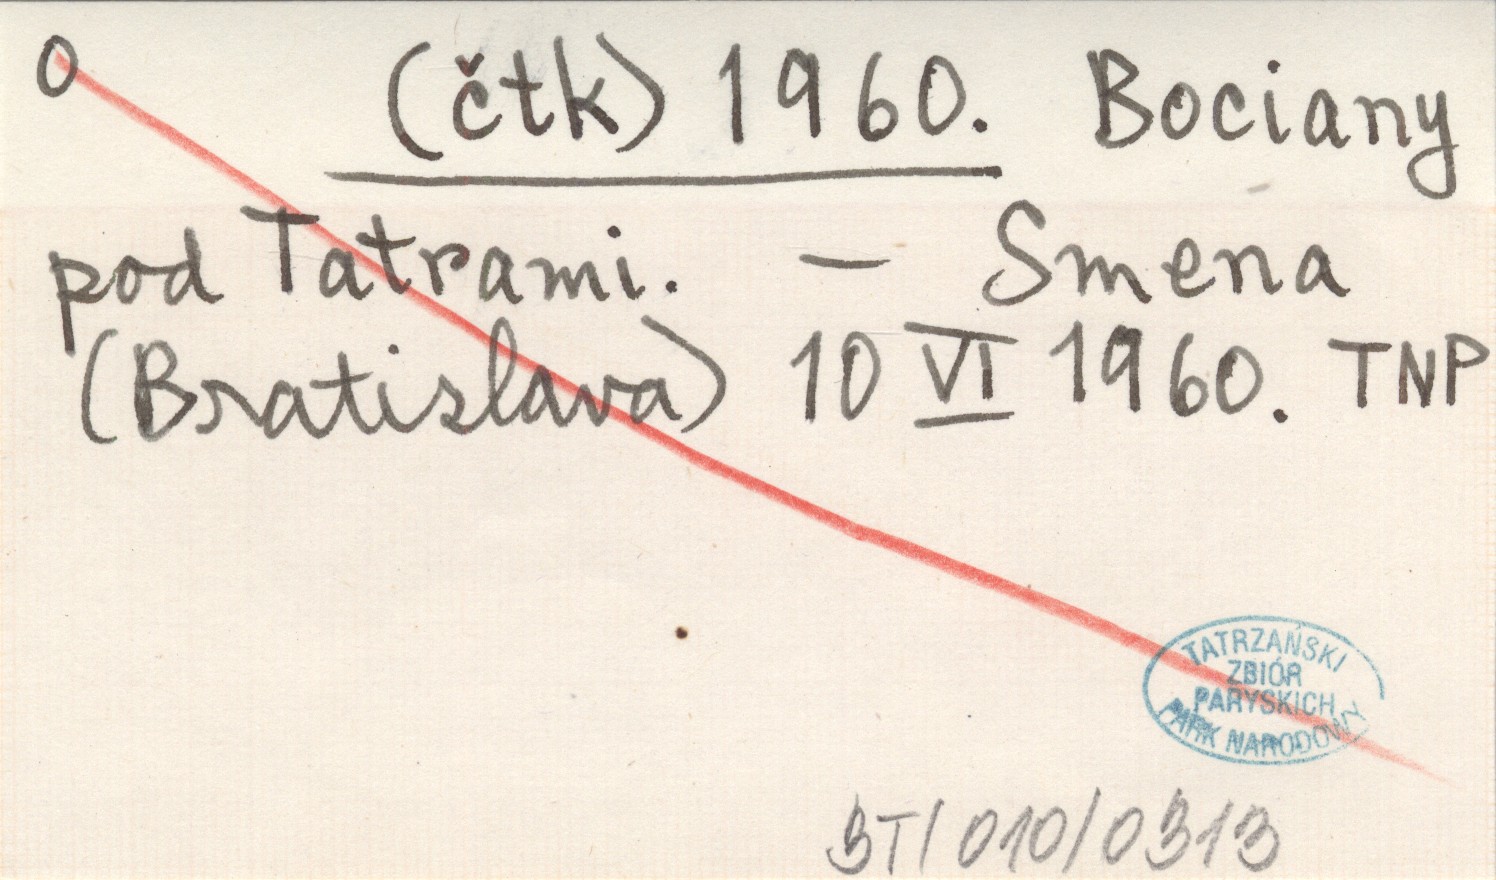 O (čtk) 1960. Bociany
pod Tatrami. — Smena
(Bratislava) 10 VI 1960. TNP
TATRZAŃSKI
ZBIÓR
PARYSKICH
PARK NARODOWY
BT/010/0313